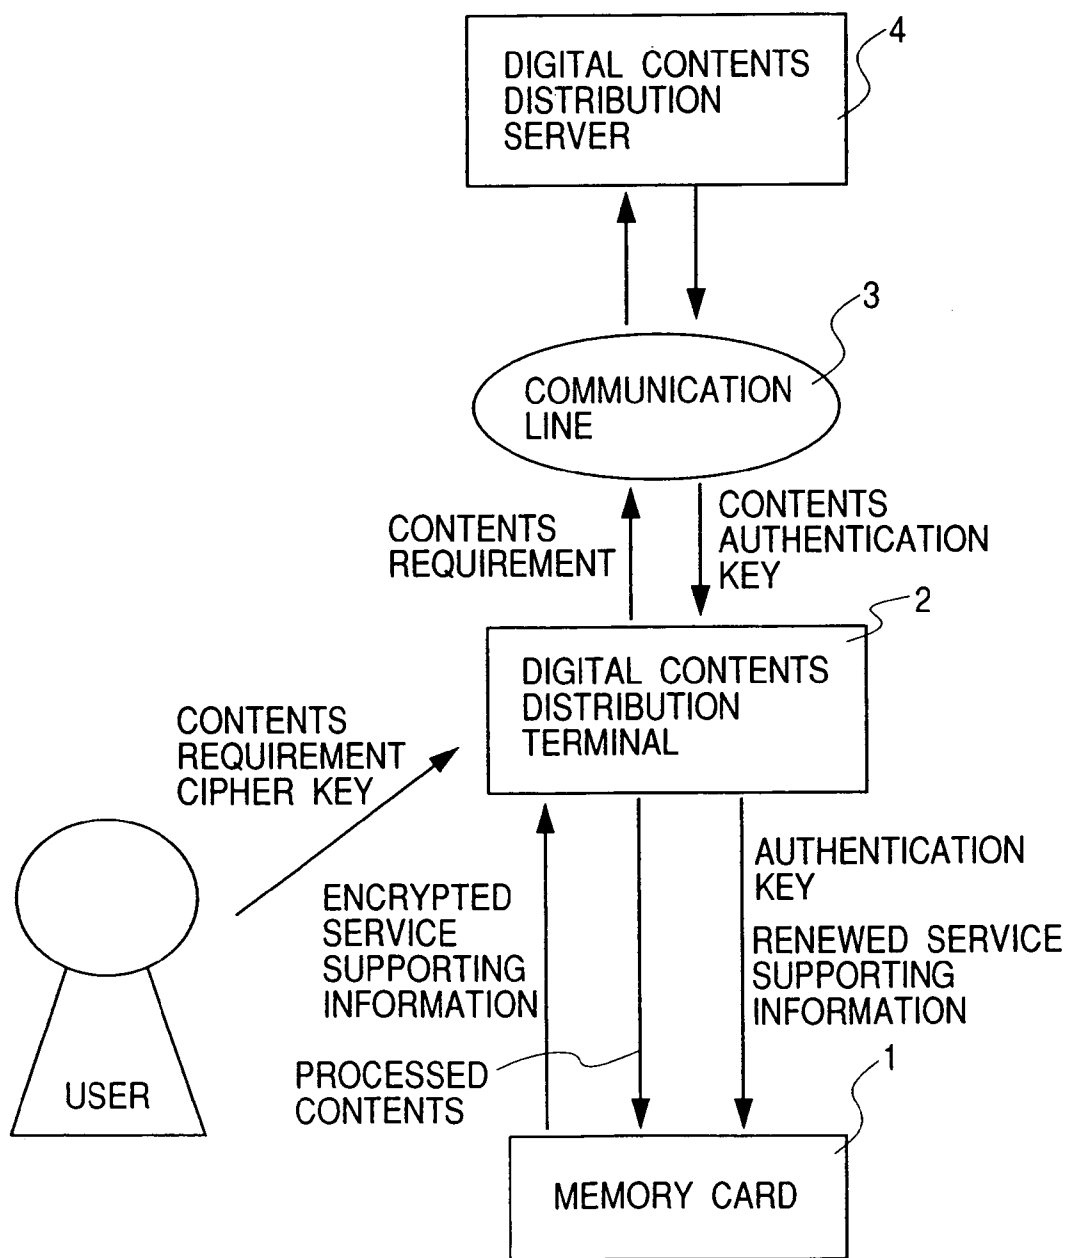 4
DIGITAL CONTENTS
DISTRIBUTION
SERVER
3
COMMUNICATION
LINE
CONTENTS
REQUIREMENT
CONTENTS
AUTHENTICATION
KEY
2
DIGITAL CONTENTS
DISTRIBUTION
TERMINAL
CONTENTS
REQUIREMENT
CIPHER KEY
USER
ENCRYPTED
SERVICE
SUPPORTING
INFORMATION
PROCESSED
CONTENTS
AUTHENTICATION
KEY
RENEWED SERVICE
SUPPORTING
INFORMATION
1
MEMORY CARD